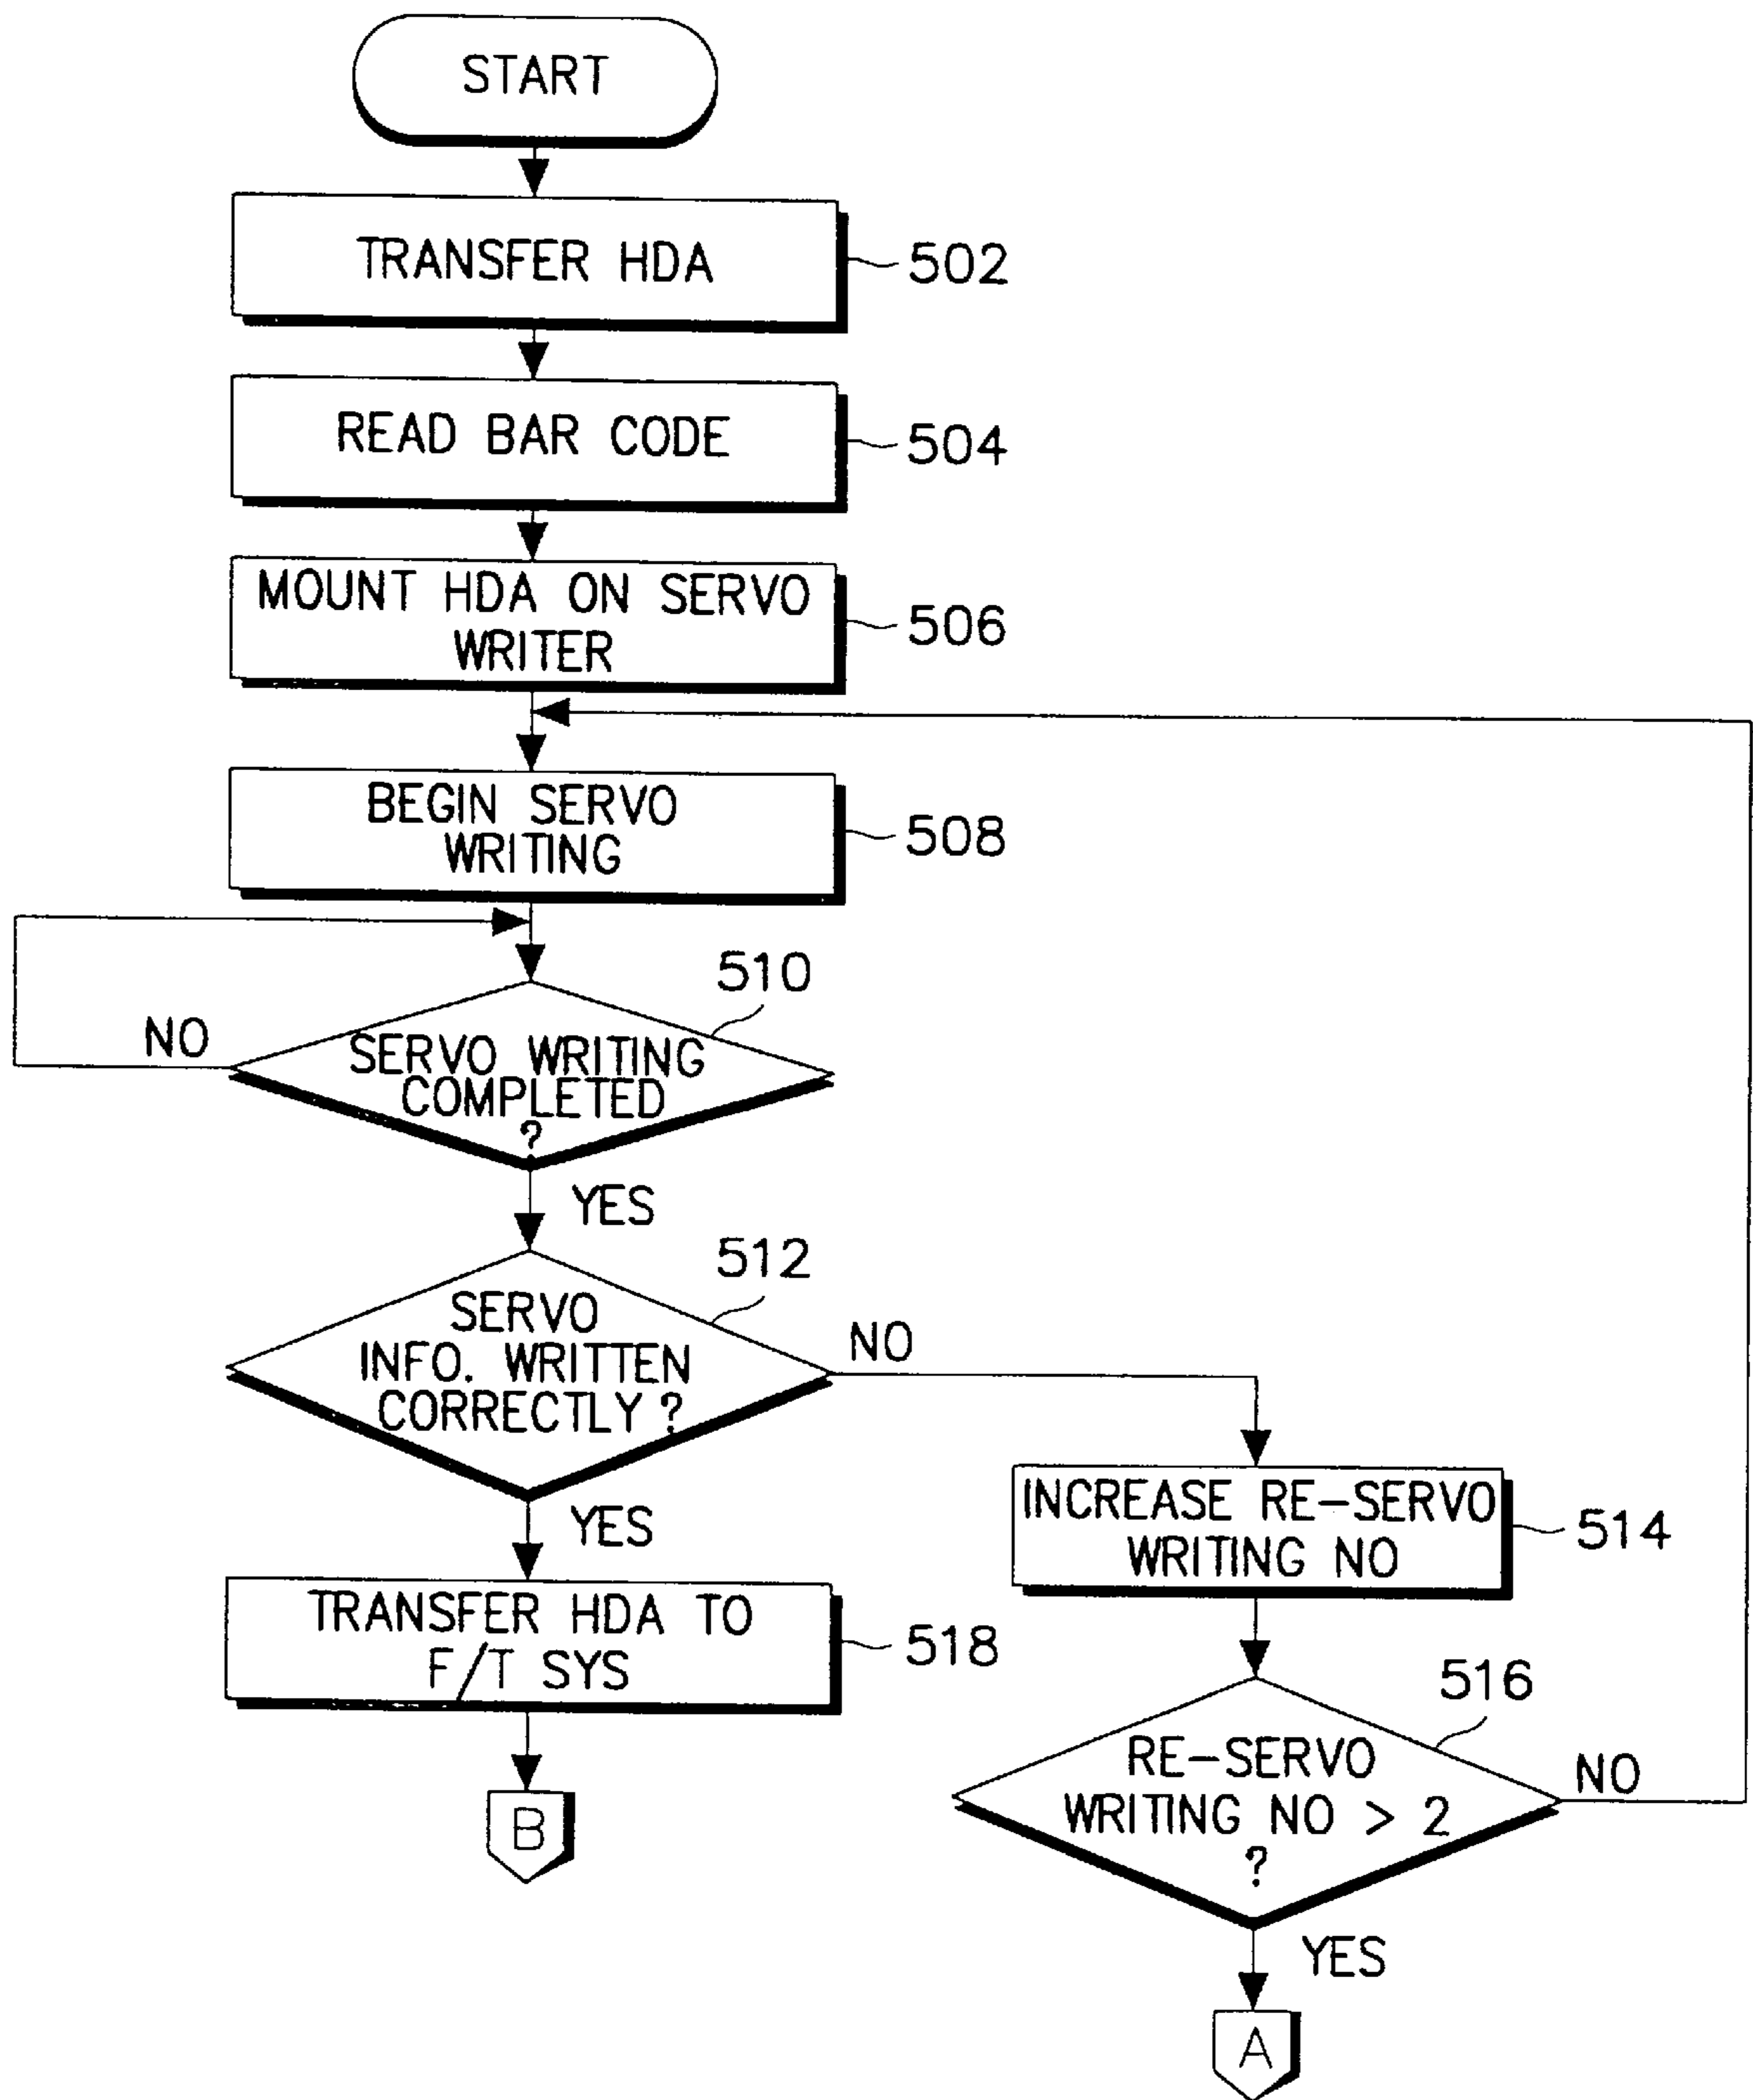 START
TRANSFER HDA
502
READ BAR CODE
504
MOUNT HDA ON SERVO
WRITER
506
BEGIN SERVO
WRITING
508
510
NO
SERVO WRITING
COMPLETED
?
YES
512
SERVO
INFO. WRITTEN
CORRECTLY ?
NO
YES
INCREASE RE-SERVO
WRITING NO
514
TRANSFER HDA TO
F/T SYS
518
516
RE-SERVO
WRITING NO > 2
?
NO
B
YES
A